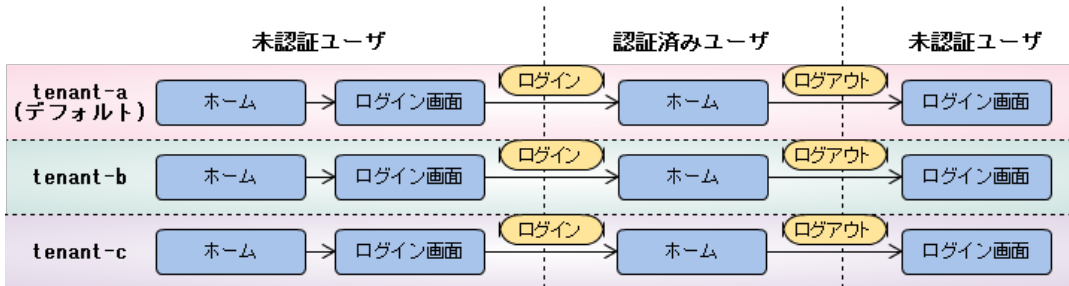 未認証ユーザ 認証済みユーザ 未認証ユーザ
tenant-a
(デフォルト)
ホーム ログイン画面 ログイン ホーム ログアウト ログイン画面
tenant-b ホーム ログイン画面 ログイン ホーム ログアウト ログイン画面
tenant-c ホーム ログイン画面 ログイン ホーム ログアウト ログイン画面